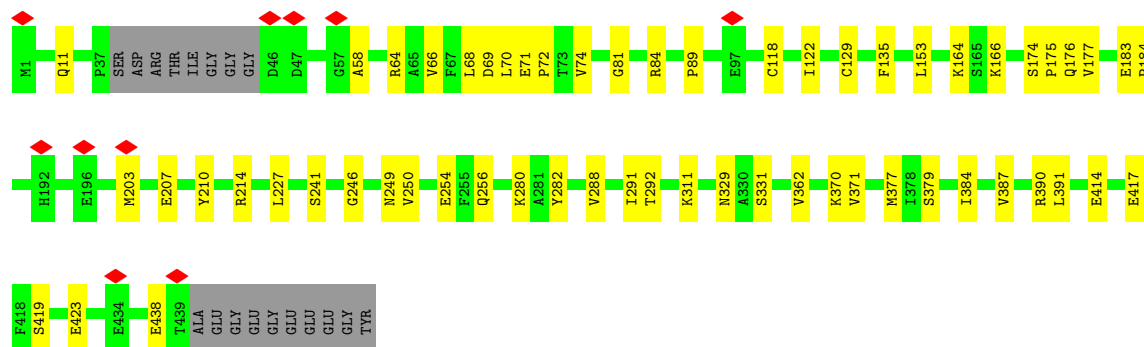 M1 Q11 P37 SER ASP ARG THR ILE GLY GLY GLY D46 D47 G57 A58 R64 A65 V66 F67 L68 D69 L70 E71 P72 T73 V74 G81 R84 P89 E97 C118 I122 C129 F135 L153 K164 S165 K166 S174 P175 Q176 V177 E183
H192 E196 M203 E207 Y210 R214 L227 S241 G246 N249 V250 E254 F255 Q256 K280 A281 Y282 V288 I291 T292 K311 N329 A330 S331 V362 K370 V371 M377 I378 S379 I384 V387 R390 L391 E414 E417
F418 S419 E423 E434 E438 T439 ALA GLU GLY GLU GLY GLU GLU GLU GLY TYR